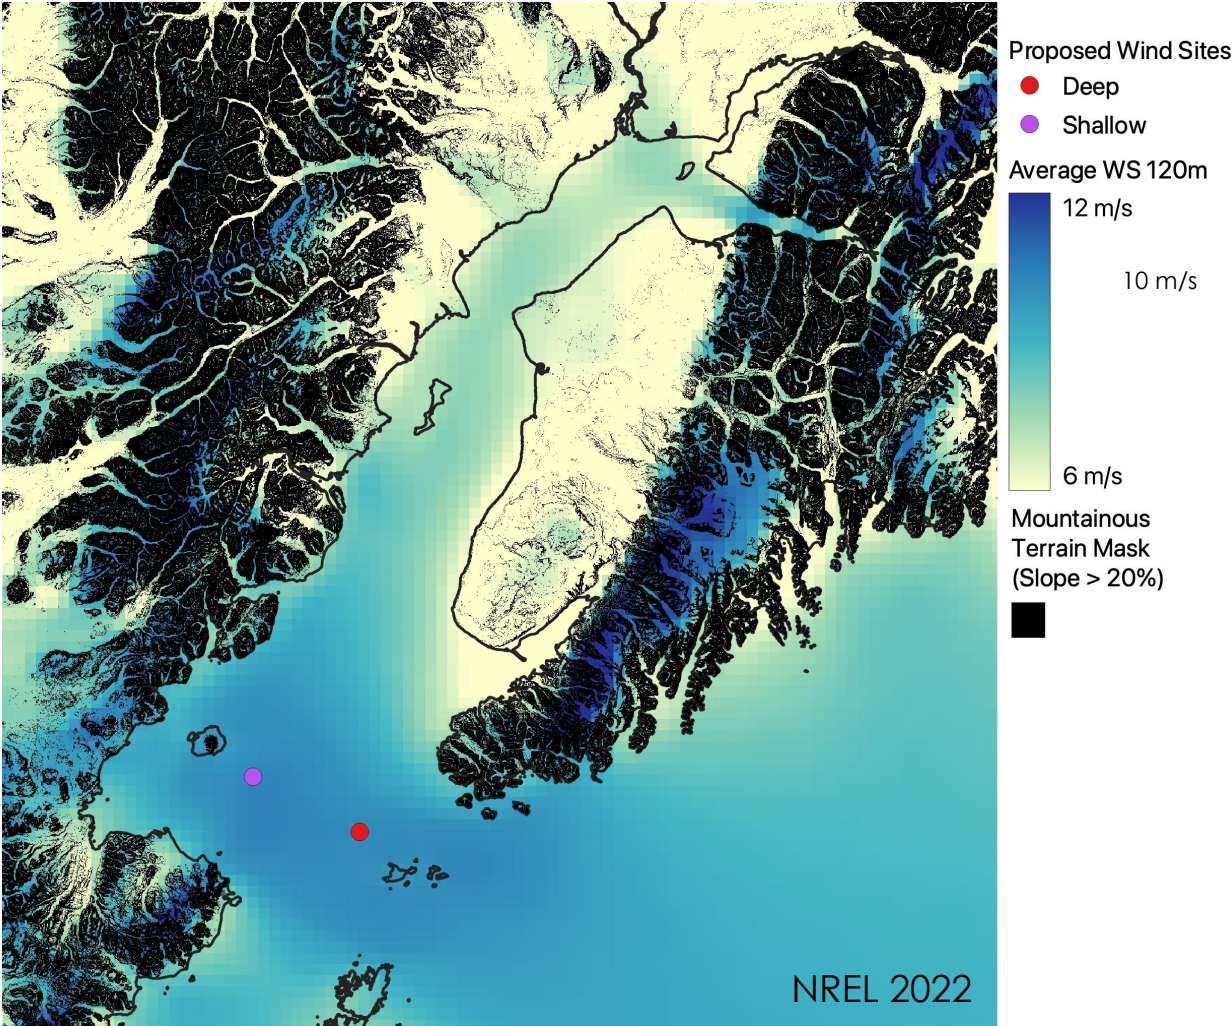 Proposed Wind Sites
Deep
Shallow
Average WS 120m
12 m/s
10 m/s
6 m/s
Mountainous
Terrain Mask
(Slope > 20%)
NREL 2022